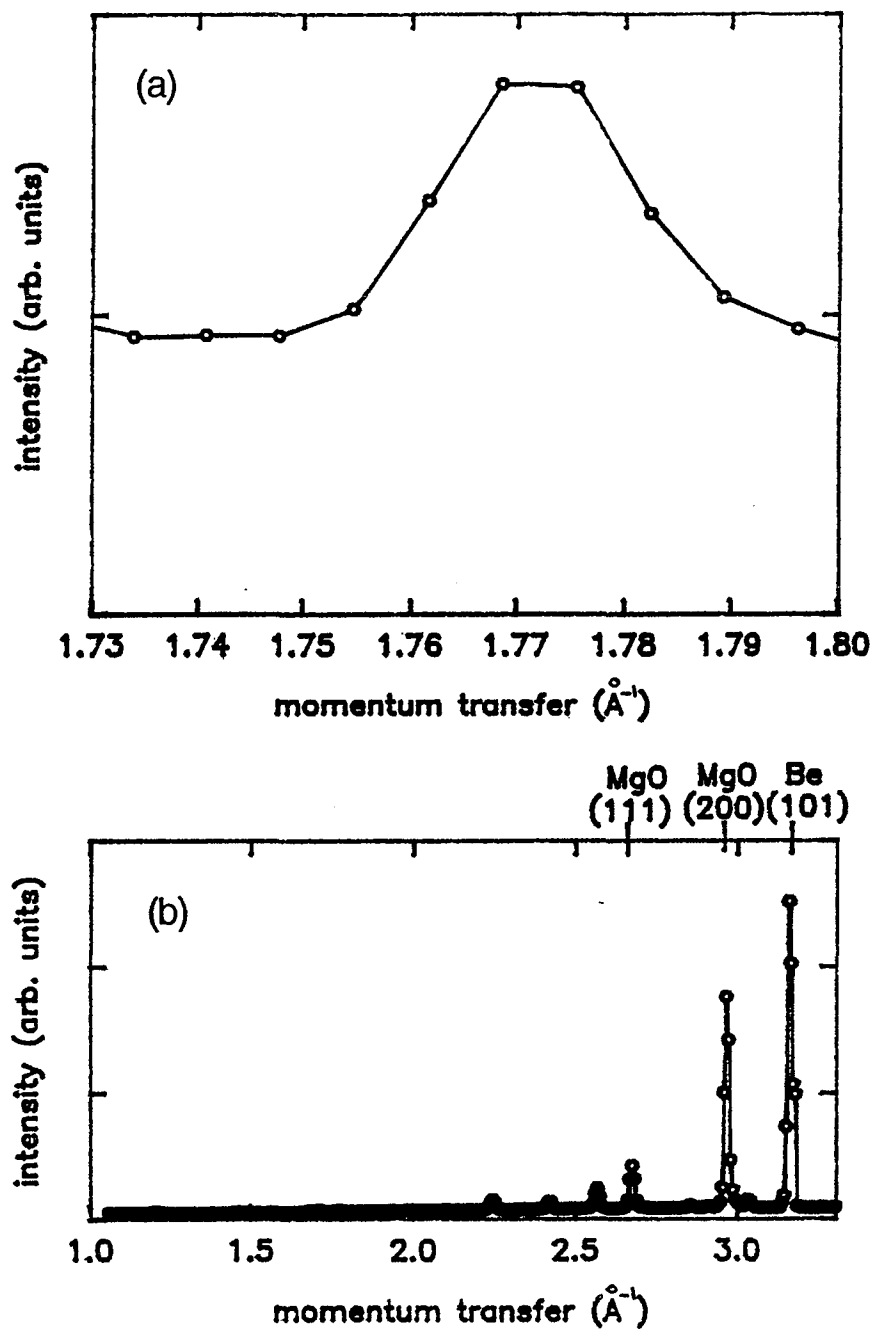 (a)
intensity (arb. units)
1.73 1.74 1.75 1.76 1.77 1.78 1.79 1.80
momentum transfer (Å⁻¹)
MgO MgO Be
(111) (200) (101)
(b)
intensity (arb. units)
1.0 1.5 2.0 2.5 3.0
momentum transfer (Å⁻¹)